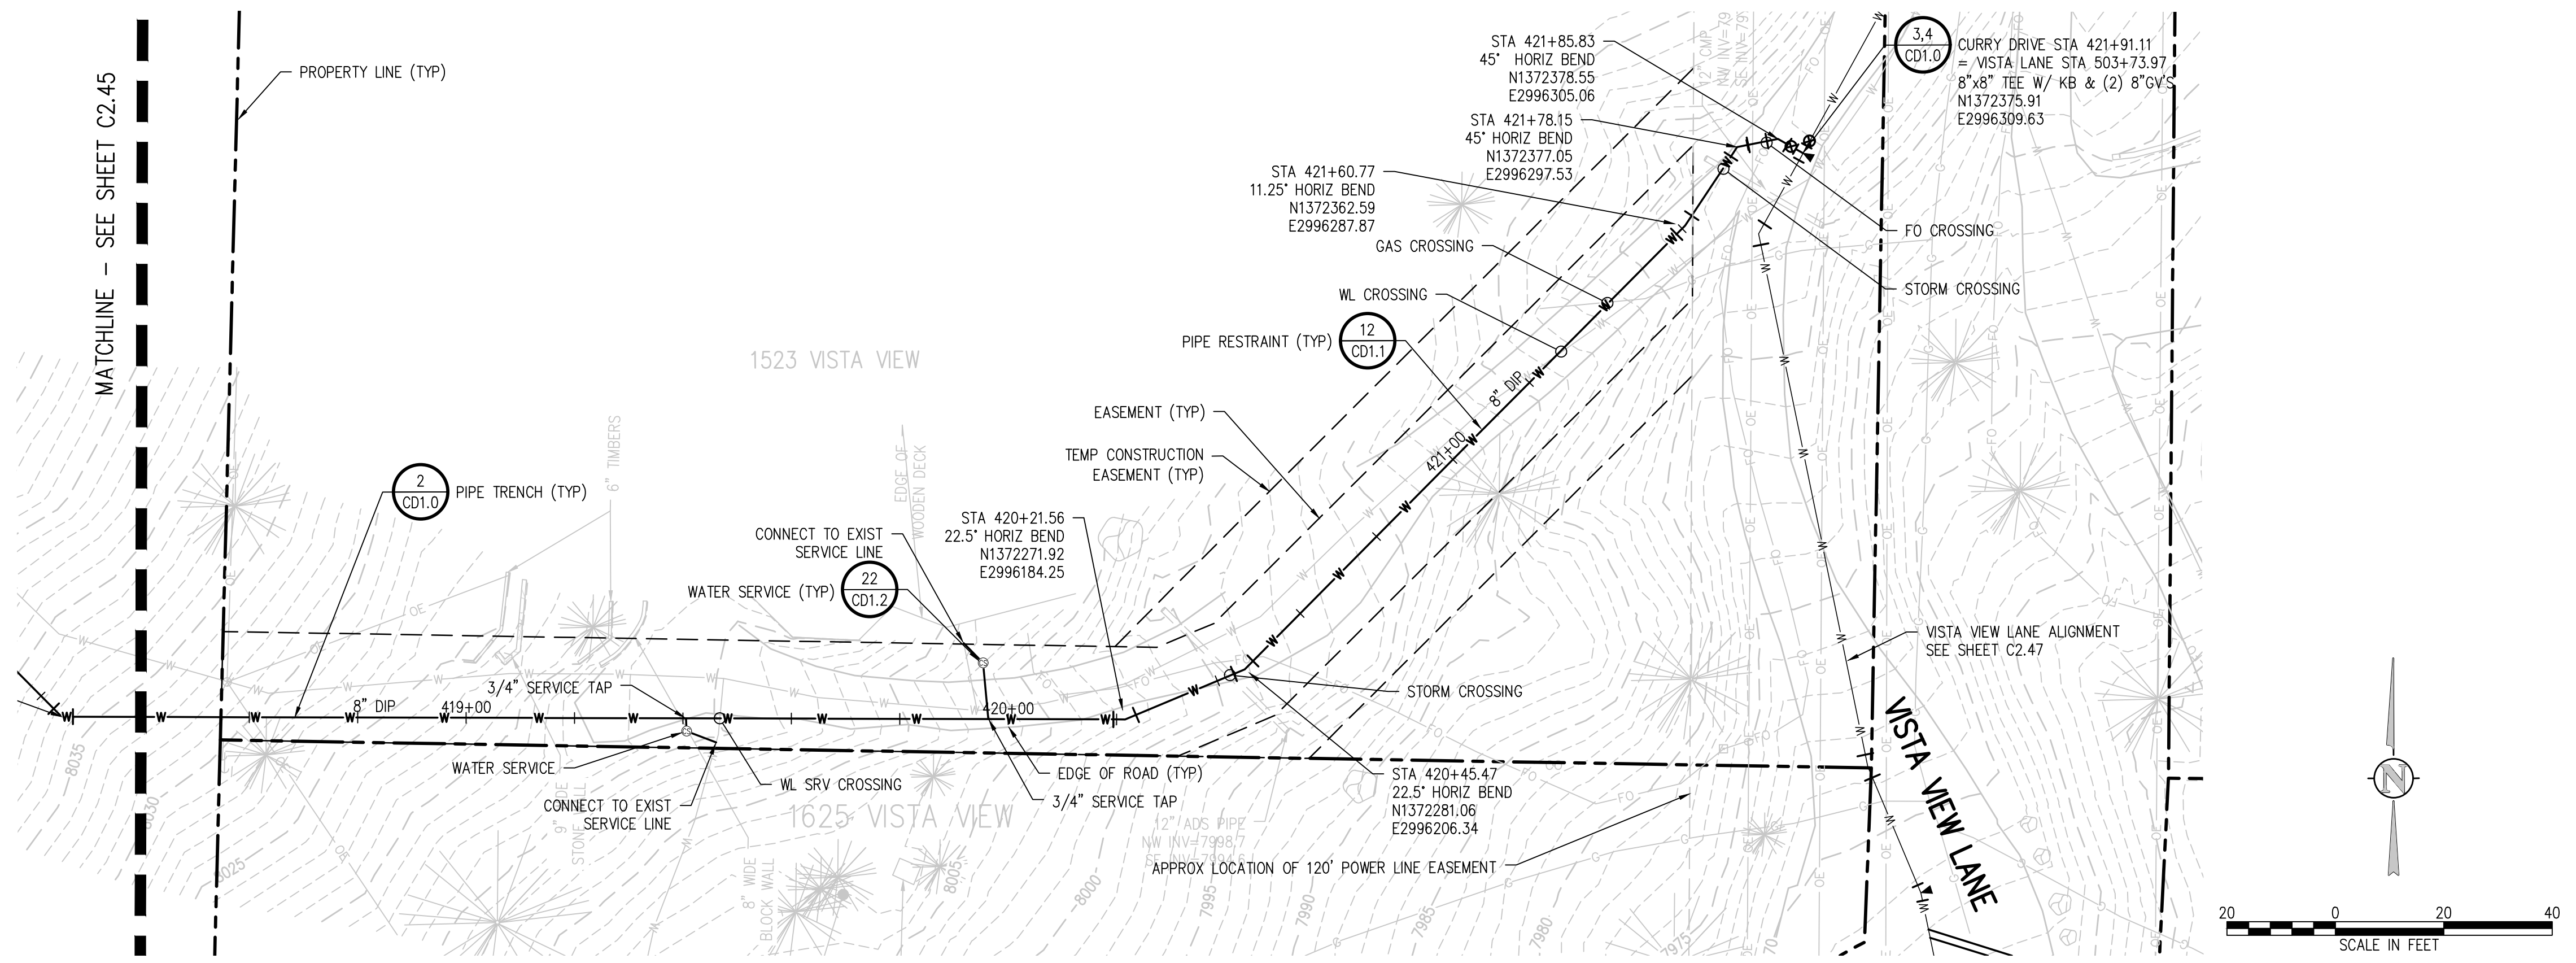 MATCHLINE - SEE SHEET C2.45
PROPERTY LINE (TYP)
STA 421+85.83
45° HORIZ BEND
N1372378.55
E2996305.06
STA 421+78.15
45° HORIZ BEND
N1372377.05
E2996297.53
STA 421+60.77
11.25° HORIZ BEND
N1372362.59
E2996287.87
GAS CROSSING
WL CROSSING
PIPE RESTRAINT (TYP)
12
CD1.1
3,4
CD1.0
CURRY DRIVE STA 421+91.11
= VISTA LANE STA 503+73.97
8"x8" TEE W/ KB & (2) 8"GV'S
N1372375.91
E2996309.63
12" CMP
FO CROSSING
STORM CROSSING
1523 VISTA VIEW
EASEMENT (TYP)
TEMP CONSTRUCTION
EASEMENT (TYP)
8" DIP
421+00
2
CD1.0
PIPE TRENCH (TYP)
6" TIMBERS
EDGE OF
WOODEN DECK
CONNECT TO EXIST
SERVICE LINE
WATER SERVICE (TYP)
22
CD1.2
STA 420+21.56
22.5° HORIZ BEND
N1372271.92
E2996184.25
VISTA VIEW LANE ALIGNMENT
SEE SHEET C2.47
3/4" SERVICE TAP
8" DIP
419+00
420+00
STORM CROSSING
WATER SERVICE
CONNECT TO EXIST
SERVICE LINE
WL SRV CROSSING
EDGE OF ROAD (TYP)
3/4" SERVICE TAP
STA 420+45.47
22.5° HORIZ BEND
N1372281.06
E2996206.34
1625 VISTA VIEW
12" ADS PIPE
NW INV=7998.7
APPROX LOCATION OF 120' POWER LINE EASEMENT
8" WIDE
BLOCK WALL
VISTA VIEW LANE
8035
8030
8025
8005
8000
7995
7990
7985
7980
7975
N
20 0 20 40
SCALE IN FEET